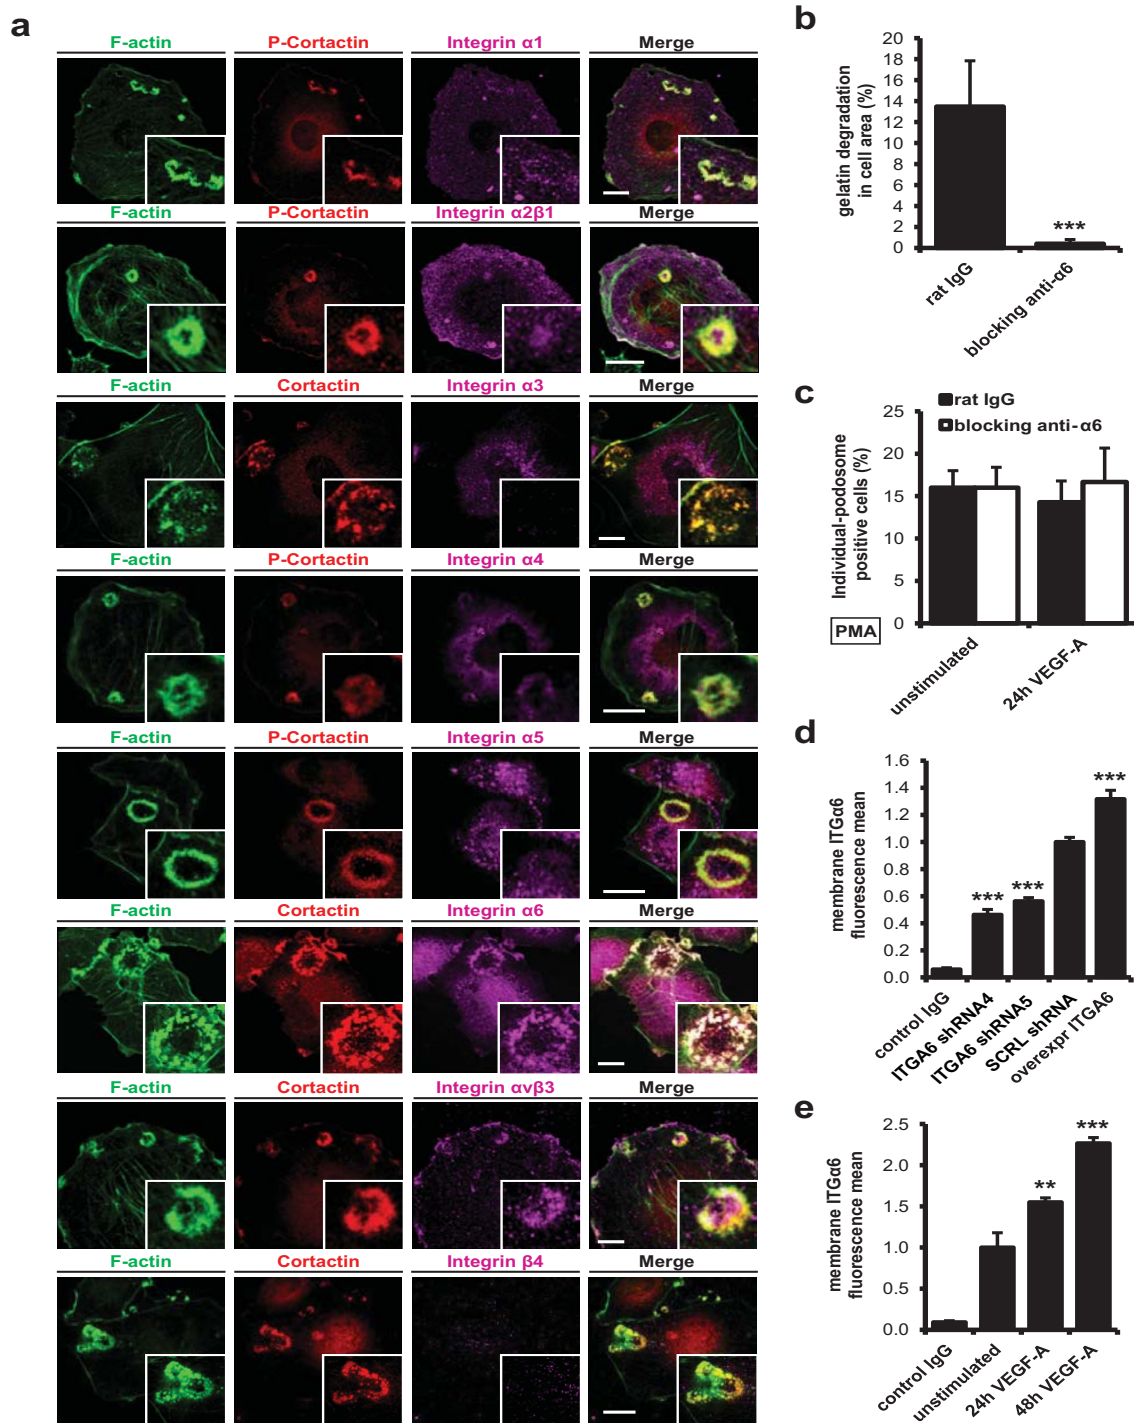 a
F-actin P-Cortactin Integrin α1 Merge
F-actin P-Cortactin Integrin α2β1 Merge
F-actin Cortactin Integrin α3 Merge
F-actin P-Cortactin Integrin α4 Merge
F-actin P-Cortactin Integrin α5 Merge
F-actin Cortactin Integrin α6 Merge
F-actin Cortactin Integrin αvβ3 Merge
F-actin Cortactin Integrin β4 Merge
b
gelatin degradation
in cell area (%)
20
18
16
14
12
10
8
6
4
2
0
***
rat IgG
blocking anti-α6
c
rat IgG
blocking anti-α6
Individual-podosome
positive cells (%)
25
20
15
10
5
0
PMA
unstimulated
24h VEGF-A
d
membrane ITGα6
fluorescence mean
1.6
1.4
1.2
1.0
0.8
0.6
0.4
0.2
0.0
*** *** ***
control IgG
ITGA6 shRNA4
ITGA6 shRNA5
SCRL shRNA
overexpr ITGA6
e
membrane ITGα6
fluorescence mean
2.5
2.0
1.5
1.0
0.5
0.0
** ***
control IgG
unstimulated
24h VEGF-A
48h VEGF-A